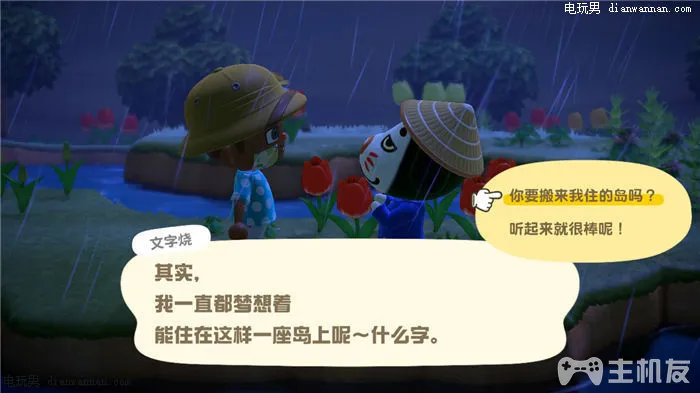 电玩男 dianwannan.com
你要搬来我住的岛吗？
听起来就很棒呢！
文字烧
其实，
我一直都梦想着
能住在这样一座岛上呢～什么字。
电玩男 dianwannan.com
主机友